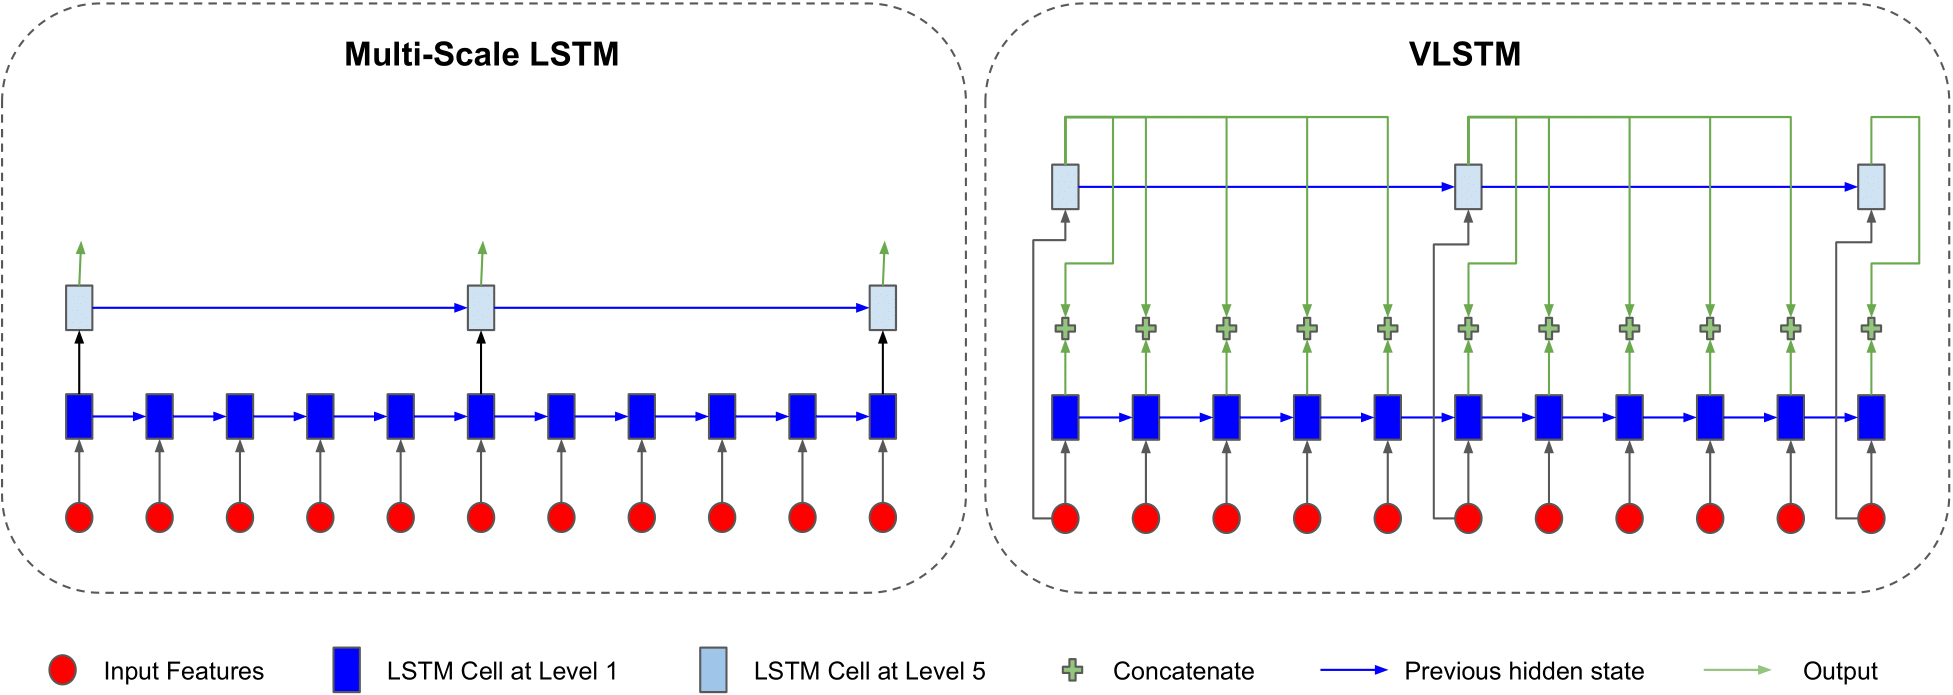 Multi-Scale LSTM
VLSTM
Input Features
LSTM Cell at Level 1
LSTM Cell at Level 5
Concatenate
Previous hidden state
Output